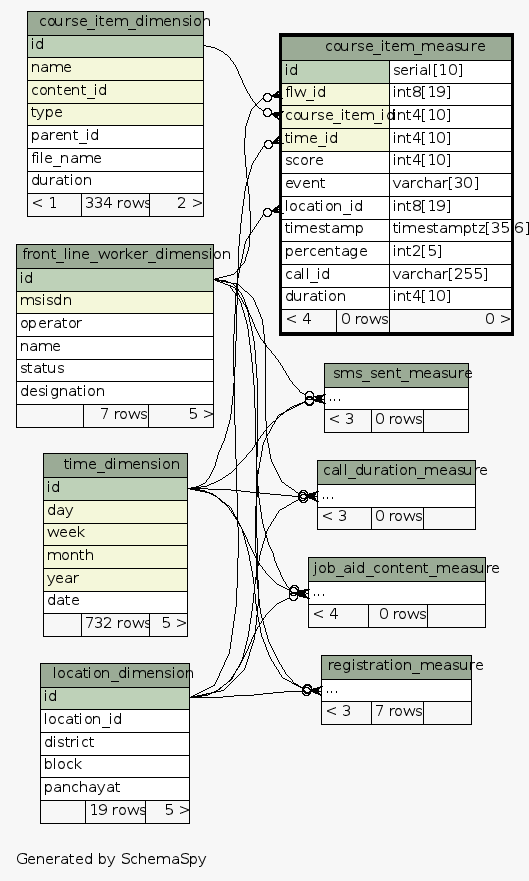 course_item_dimension
id
name
content_id
type
parent_id
file_name
duration
< 1 334 rows 2 >
course_item_measure
id serial[10]
flw_id int8[19]
course_item_id int4[10]
time_id int4[10]
score int4[10]
event varchar[30]
location_id int8[19]
timestamp timestamptz[35,6]
percentage int2[5]
call_id varchar[255]
duration int4[10]
< 4 0 rows 0 >
front_line_worker_dimension
id
msisdn
operator
name
status
designation
7 rows 5 >
sms_sent_measure
...
< 3 0 rows
time_dimension
id
day
week
month
year
date
732 rows 5 >
call_duration_measure
...
< 3 0 rows
job_aid_content_measure
...
< 4 0 rows
location_dimension
id
location_id
district
block
panchayat
19 rows 5 >
registration_measure
...
< 3 7 rows
Generated by SchemaSpy